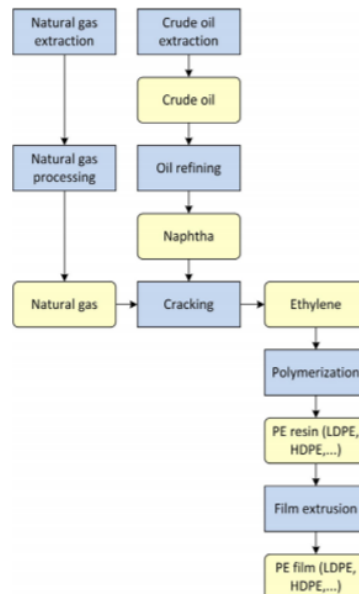 Natural gas
extraction
Crude oil
extraction
Crude oil
Natural gas
processing
Oil refining
Naphtha
Natural gas
Cracking
Ethylene
Polymerization
PE resin (LDPE,
HDPE,...)
Film extrusion
PE film (LDPE,
HDPE,...)